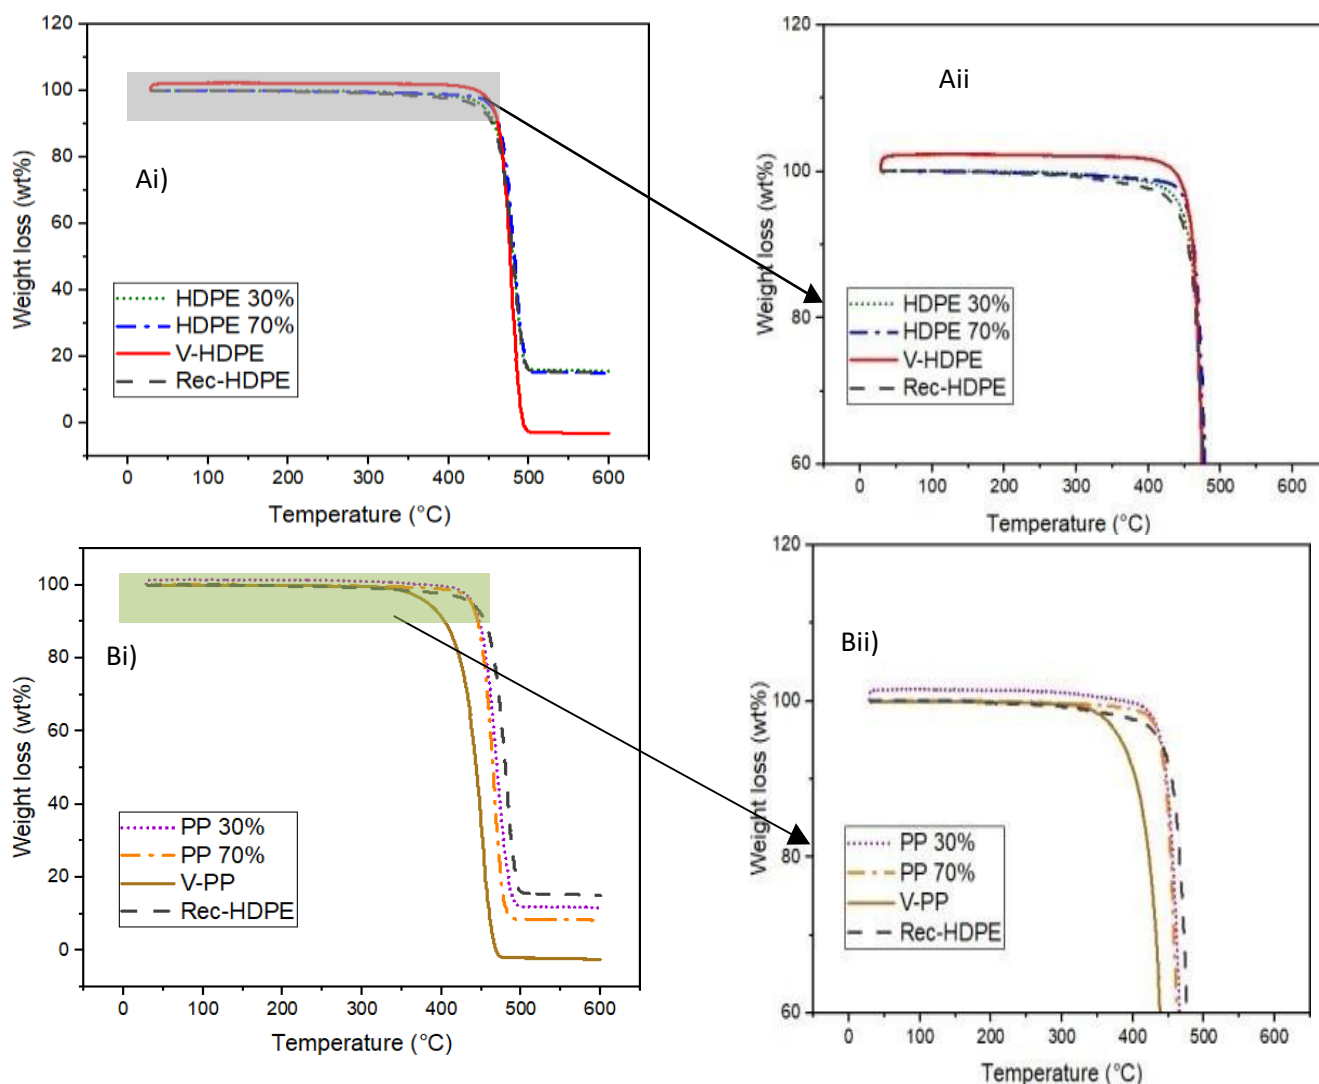 120
100
80
60
40
20
0
Weight loss (wt%)
Ai)
HDPE 30%
HDPE 70%
V-HDPE
Rec-HDPE
0 100 200 300 400 500 600
Temperature (°C)
120
100
80
60
Weight loss (wt%)
Aii
HDPE 30%
HDPE 70%
V-HDPE
Rec-HDPE
0 100 200 300 400 500 600
Temperature (°C)
100
80
60
40
20
0
Weight loss (wt%)
Bi)
PP 30%
PP 70%
V-PP
Rec-HDPE
0 100 200 300 400 500 600
Temperature (°C)
120
100
80
60
Weight loss (wt%)
Bii)
PP 30%
PP 70%
V-PP
Rec-HDPE
0 100 200 300 400 500 600
Temperature (°C)